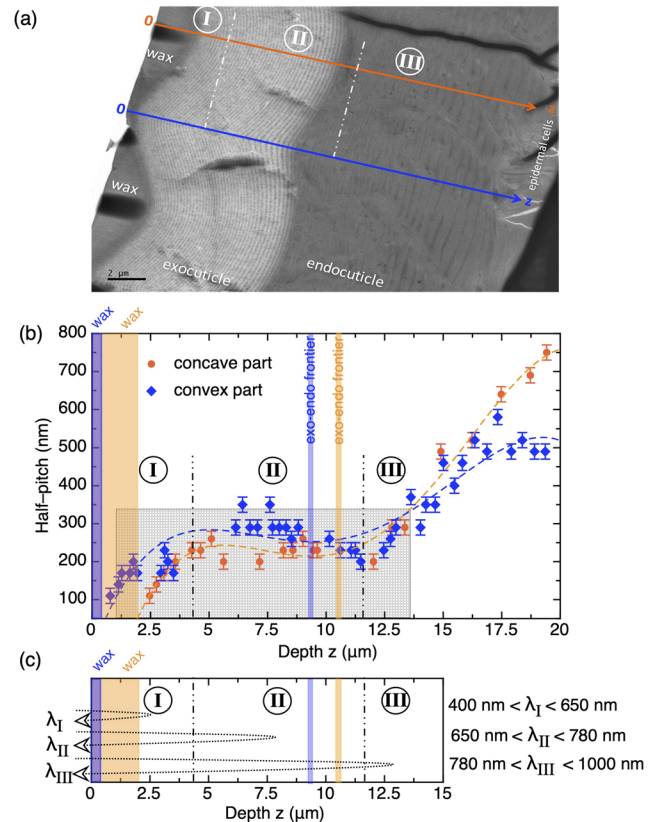 (a)
0
I
II
III
wax
0
z
z
wax
epidermal cells
2 μm
exocuticle
endocuticle
(b)
wax
wax
800
700
600
500
400
300
200
100
Half–pitch (nm)
concave part
convex part
exo-endo frontier
exo-endo frontier
I
II
III
0
2.5
5.0
7.5
10
12.5
15
17.5
20
Depth z (μm)
(c)
wax
wax
I
II
III
λI
λII
λIII
400 nm < λI < 650 nm
650 nm < λII < 780 nm
780 nm < λIII < 1000 nm
0
2.5
5.0
7.5
10
12.5
15
Depth z (μm)